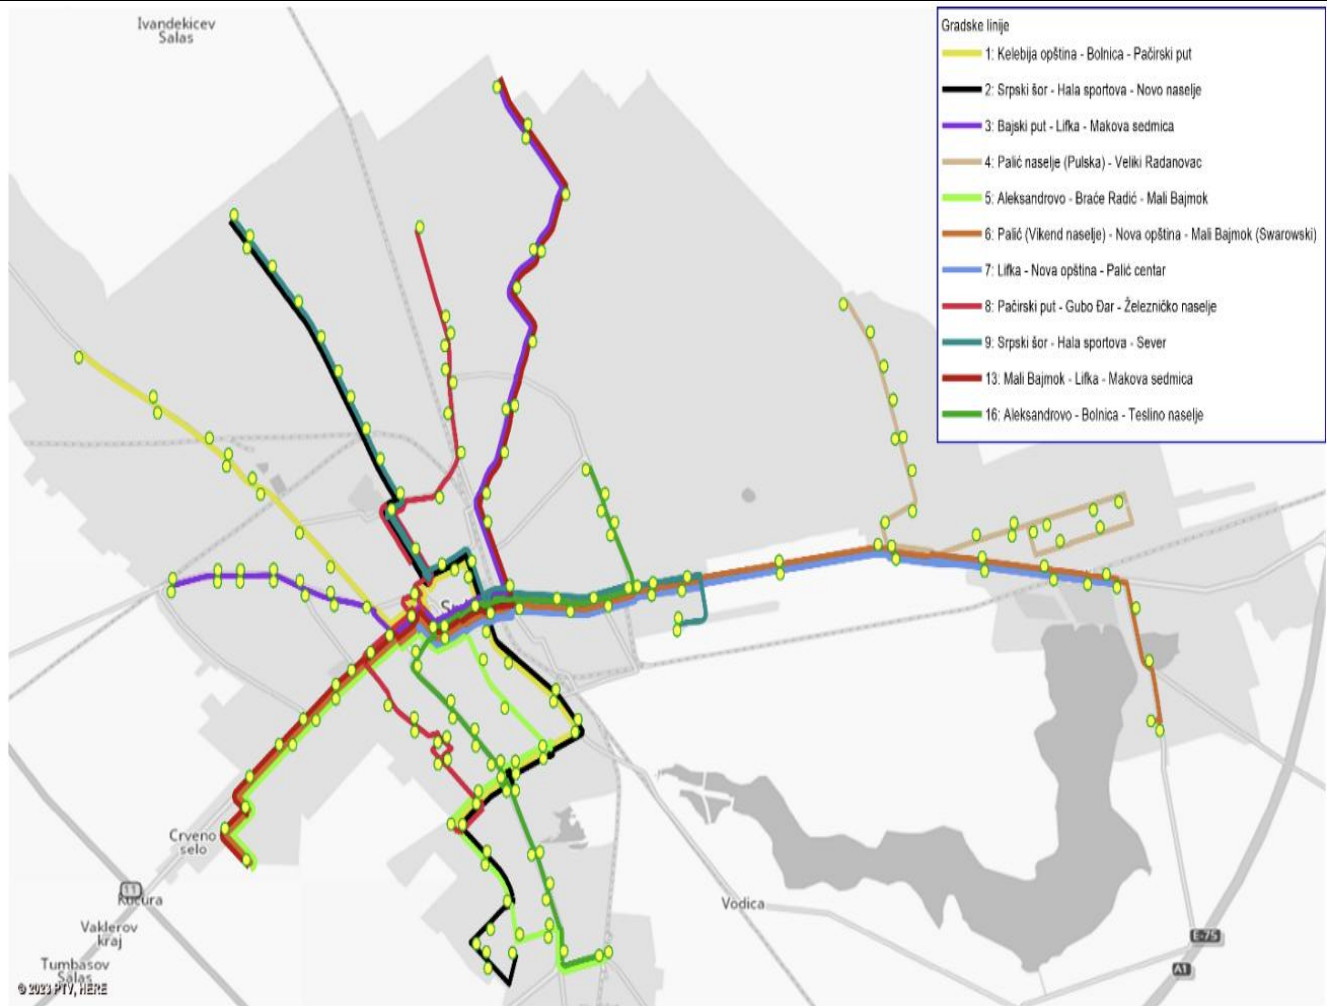 Ivandekicev
Salas
Gradske linije
1: Kelebija opština - Bolnica - Pačirski put
2: Srpski šor - Hala sportova - Novo naselje
3: Bajski put - Lifka - Makova sedmica
4: Palić naselje (Pulska) - Veliki Radanovac
5: Aleksandrovo - Braće Radić - Mali Bajmok
6: Palić (Vikend naselje) - Nova opština - Mali Bajmok (Swarowski)
7: Lifka - Nova opština - Palić centar
8: Pačirski put - Gubo Đar - Železničko naselje
9: Srpski šor - Hala sportova - Sever
13: Mali Bajmok - Lifka - Makova sedmica
16: Aleksandrovo - Bolnica - Teslino naselje
Crveno
selo
11
Kocura
Vaklerov
kraj
Tumbasov
Salas
Vodica
E-75
A1
© 2023 PTV, HERE